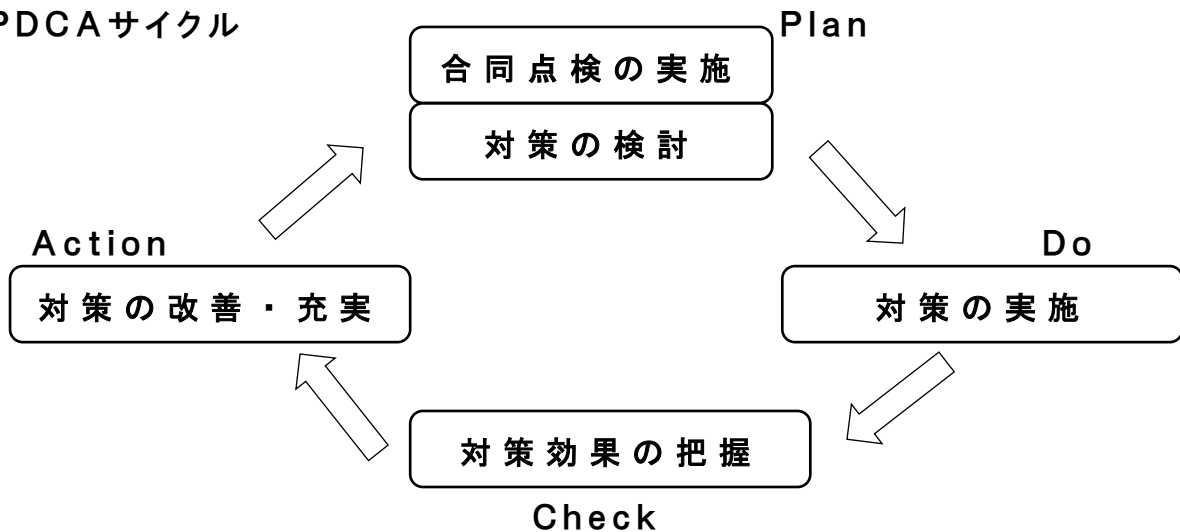 PDCAサイクル
Plan
合同点検の実施
対策の検討
Action
Do
対策の改善・充実
対策の実施
対策効果の把握
Check